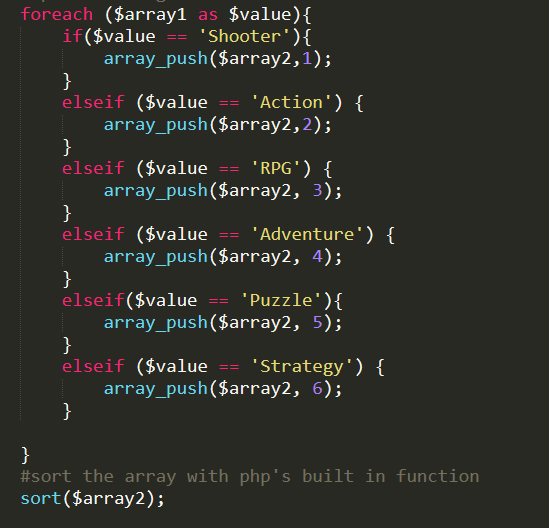 foreach ($array1 as $value){
    if($value == 'Shooter'){
        array_push($array2,1);
    }
    elseif ($value == 'Action') {
        array_push($array2,2);
    }
    elseif ($value == 'RPG') {
        array_push($array2, 3);
    }
    elseif ($value == 'Adventure') {
        array_push($array2, 4);
    }
    elseif($value == 'Puzzle'){
        array_push($array2, 5);
    }
    elseif ($value == 'Strategy') {
        array_push($array2, 6);
    }

}
#sort the array with php's built in function
sort($array2);